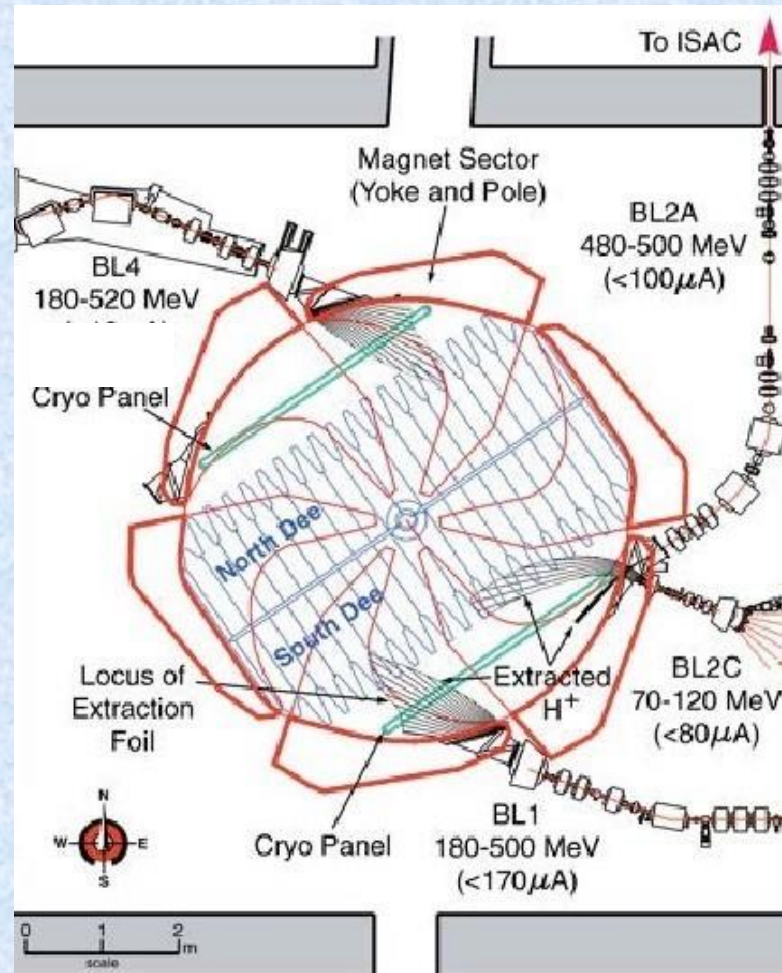 To ISAC
Magnet Sector
(Yoke and Pole)
BL2A
480-500 MeV
(<100μA)
BL4
180-520 MeV
Cryo Panel
North Dee
South Dee
Locus of
Extraction
Foil
Extracted
H+
BL2C
70-120 MeV
(<80μA)
Cryo Panel
BL1
180-500 MeV
(<170μA)
N
W
E
S
0 1 2
m
scale